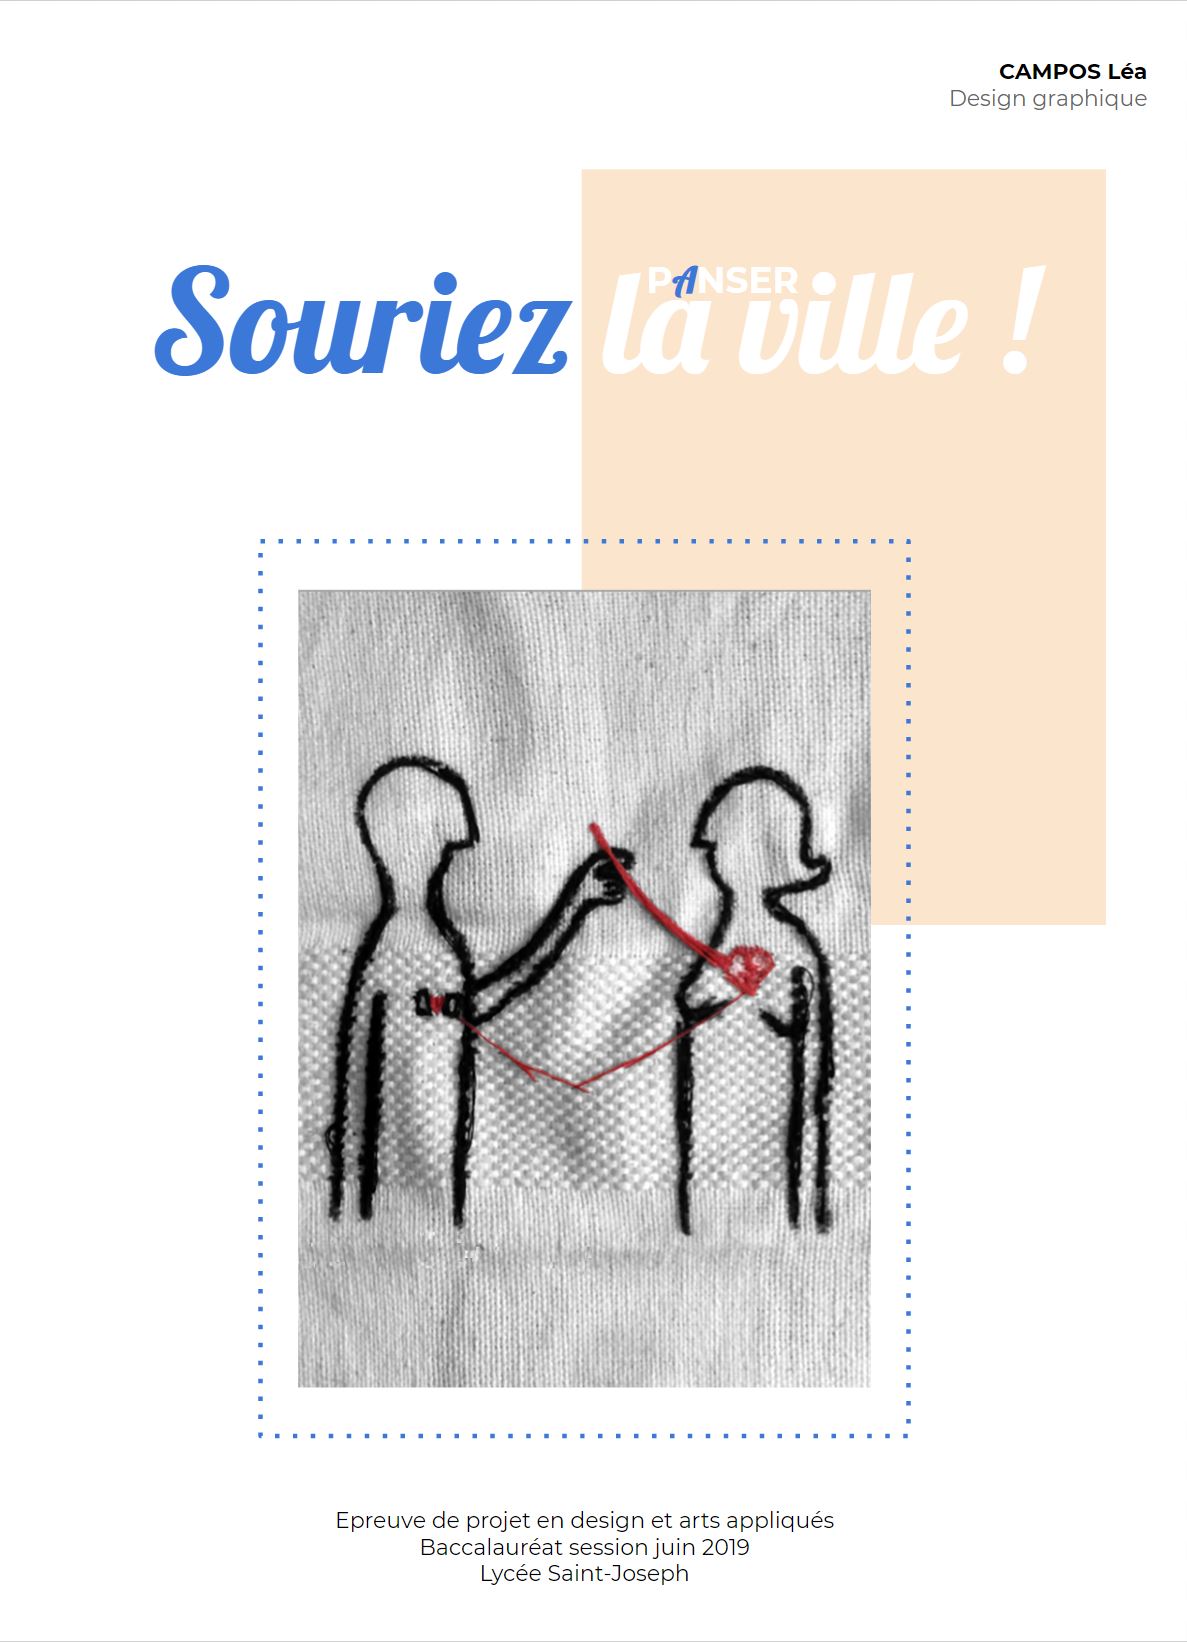 CAMPOS Léa
Design graphique
PANSER
Souriez la ville !
Epreuve de projet en design et arts appliqués
Baccalauréat session juin 2019
Lycée Saint-Joseph